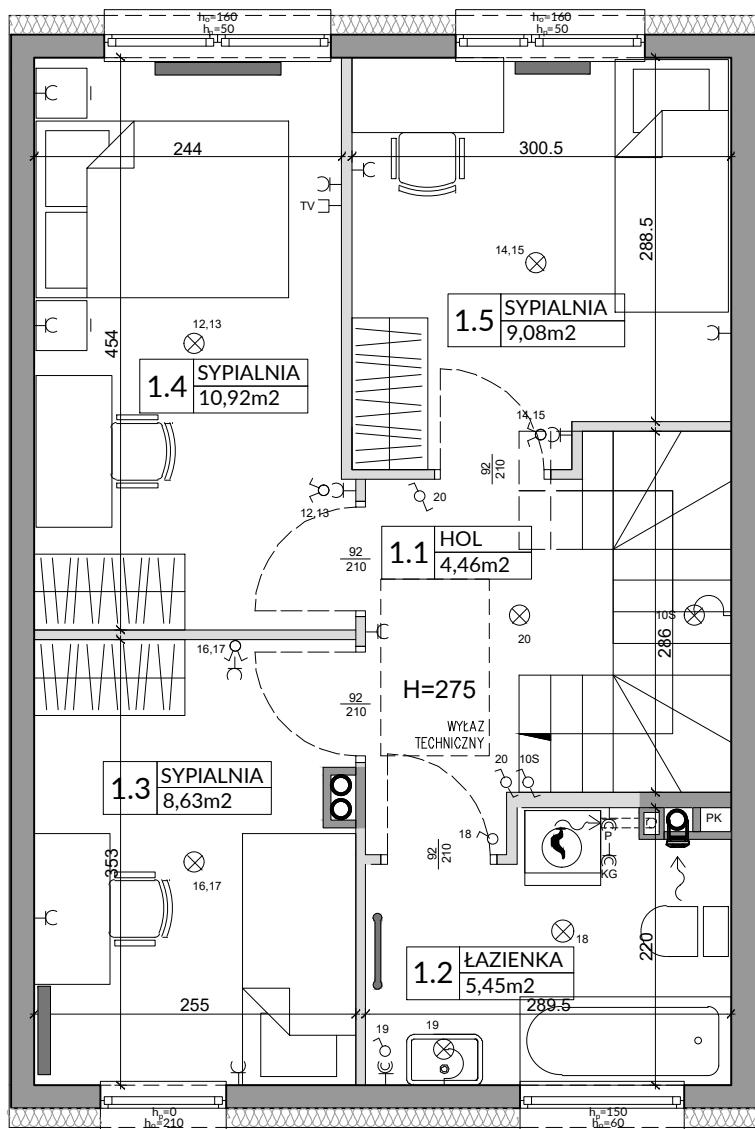 hₒ=160
hₚ=50
hₒ=160
hₚ=50
244
300.5
TV
288.5
14,15
12,13
1.5
SYPIALNIA
9,08m2
454
1.4
SYPIALNIA
10,92m2
14,15
92
210
12,13
20
1.1
HOL
4,46m2
92
210
20
10S
286
16,17
H=275
92
210
WYŁAZ
TECHNICZNY
1.3
SYPIALNIA
8,63m2
20
10S
PK
18
P
92
210
KG
353
16,17
18
220
1.2
ŁAZIENKA
5,45m2
255
289.5
19
19
hₚ=0
hₒ=210
hₚ=150
hₒ=60